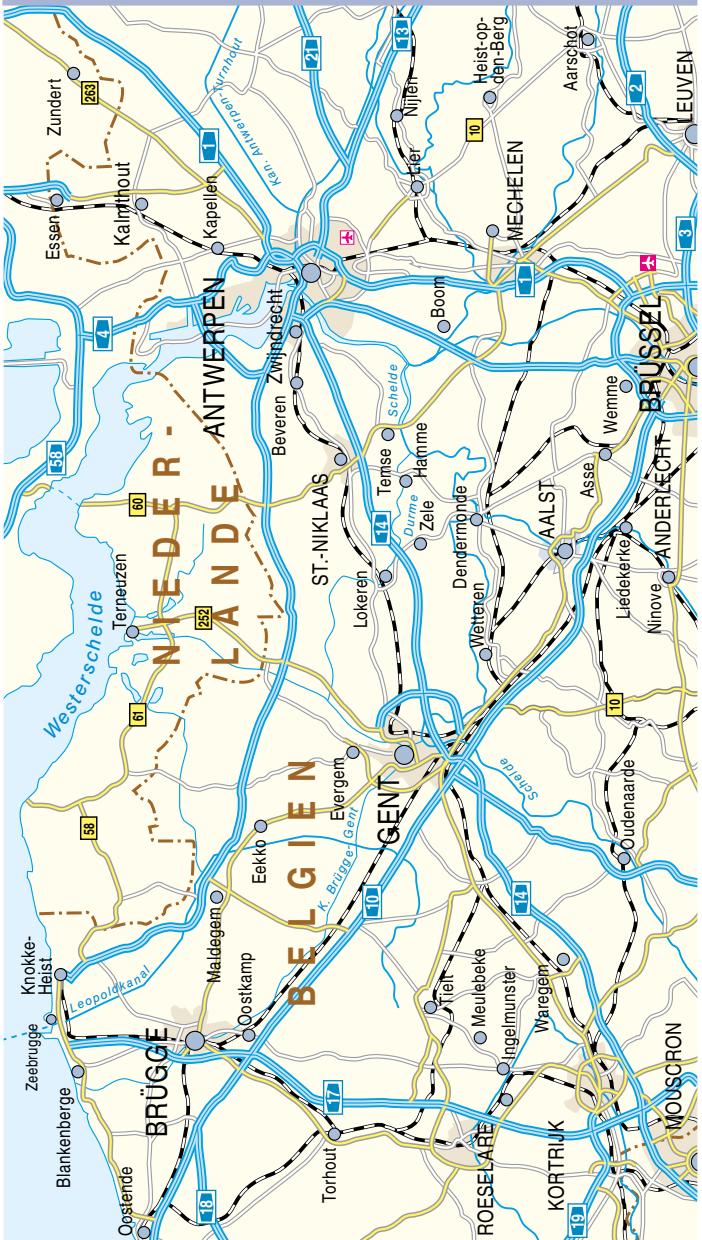 Oostende
Blankenberge
Zeebrugge
Knokke-
Heist
Leopoldkanal
BRÜGGE
Oostkamp
Maldegem
18
17
Torhout
ROESELARE
KORTRIJK
19
MOUSCRON
Ingelmunster
Meulebeke
Tielt
Waregem
14
10
K. Brügge-Gent
BELGIEN
Eekko
Evergem
GENT
58
61
Westerschelde
Terneuzen
252
60
NIEDER-
LANDE
58
4
Schelde
Oudenaarde
10
Wetteren
Lokeren
ST.-NIKLAAS
14
Durme
Zele
Hamme
Temse
Schelde
Dendermonde
AALST
Liedekerke
Ninove
Asse
ANDERLECHT
Wemme
BRÜSSEL
Beveren
Zwijndrecht
ANTWERPEN
Boom
1
3
MECHELEN
Kapellen
Kalmthout
Essen
Zundert
263
1
Kan. Antwerpen-Turnhout
21
13
Nijlen
Lier
10
Heist-op-
den-Berg
Aarschot
2
LEUVEN